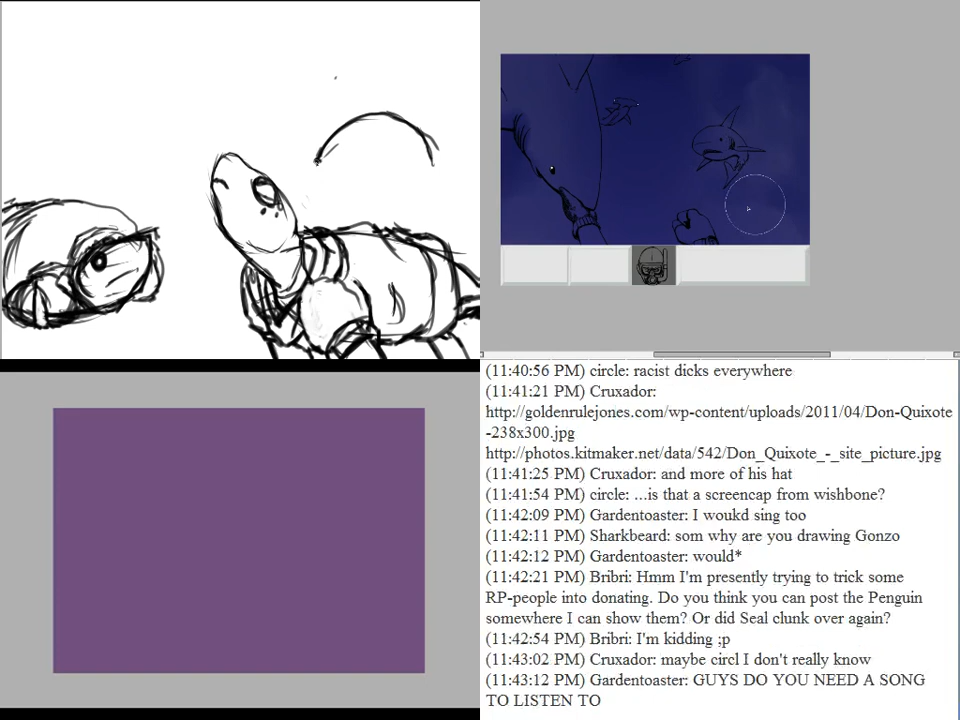 (11:40:56 PM) circle: racist dicks everywhere
(11:41:21 PM) Cruxador:
http://goldenrulejones.com/wp-content/uploads/2011/04/Don-Quixote
-238x300.jpg
http://photos.kitmaker.net/data/542/Don_Quixote_-_site_picture.jpg
(11:41:25 PM) Cruxador: and more of his hat
(11:41:54 PM) circle: ...is that a screencap from wishbone?
(11:42:09 PM) Gardentoaster: I woukd sing too
(11:42:11 PM) Sharkbeard: som why are you drawing Gonzo
(11:42:12 PM) Gardentoaster: would*
(11:42:21 PM) Bribri: Hmm I'm presently trying to trick some
RP-people into donating. Do you think you can post the Penguin
somewhere I can show them? Or did Seal clunk over again?
(11:42:54 PM) Bribri: I'm kidding ;p
(11:43:02 PM) Cruxador: maybe circl I don't really know
(11:43:12 PM) Gardentoaster: GUYS DO YOU NEED A SONG
TO LISTEN TO